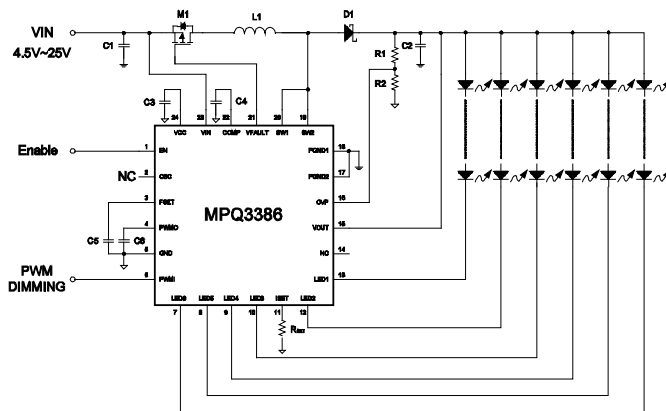 VIN
4.5V~25V
M1
L1
D1
C1
R1
C2
R2
C3
C4
24 23 22 21 20 19
VCC VIN COMP VFAULT SW1 SW2
Enable
1 EN
PGND1 18
NC
2 OSC
PGND2 17
3 FSET
OVP 16
MPQ3386
4 PWMO
VOUT 15
C5 C6
5 GND
NC 14
PWM
DIMMING
6 PWMI
LED1 13
LED6 LED5 LED4 LED3 ISET LED2
7 8 9 10 11 12
RSET